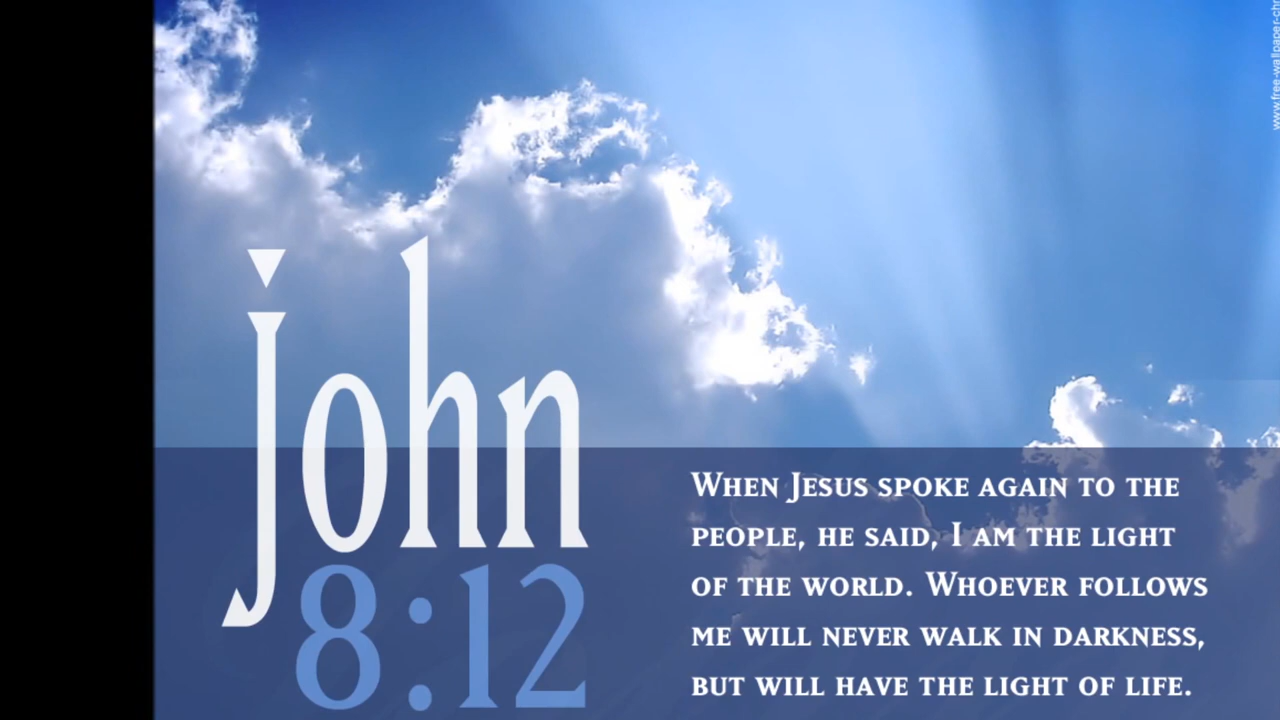 john
8:12
When Jesus spoke again to the
people, he said, I am the light
of the world. Whoever follows
me will never walk in darkness,
but will have the light of life.